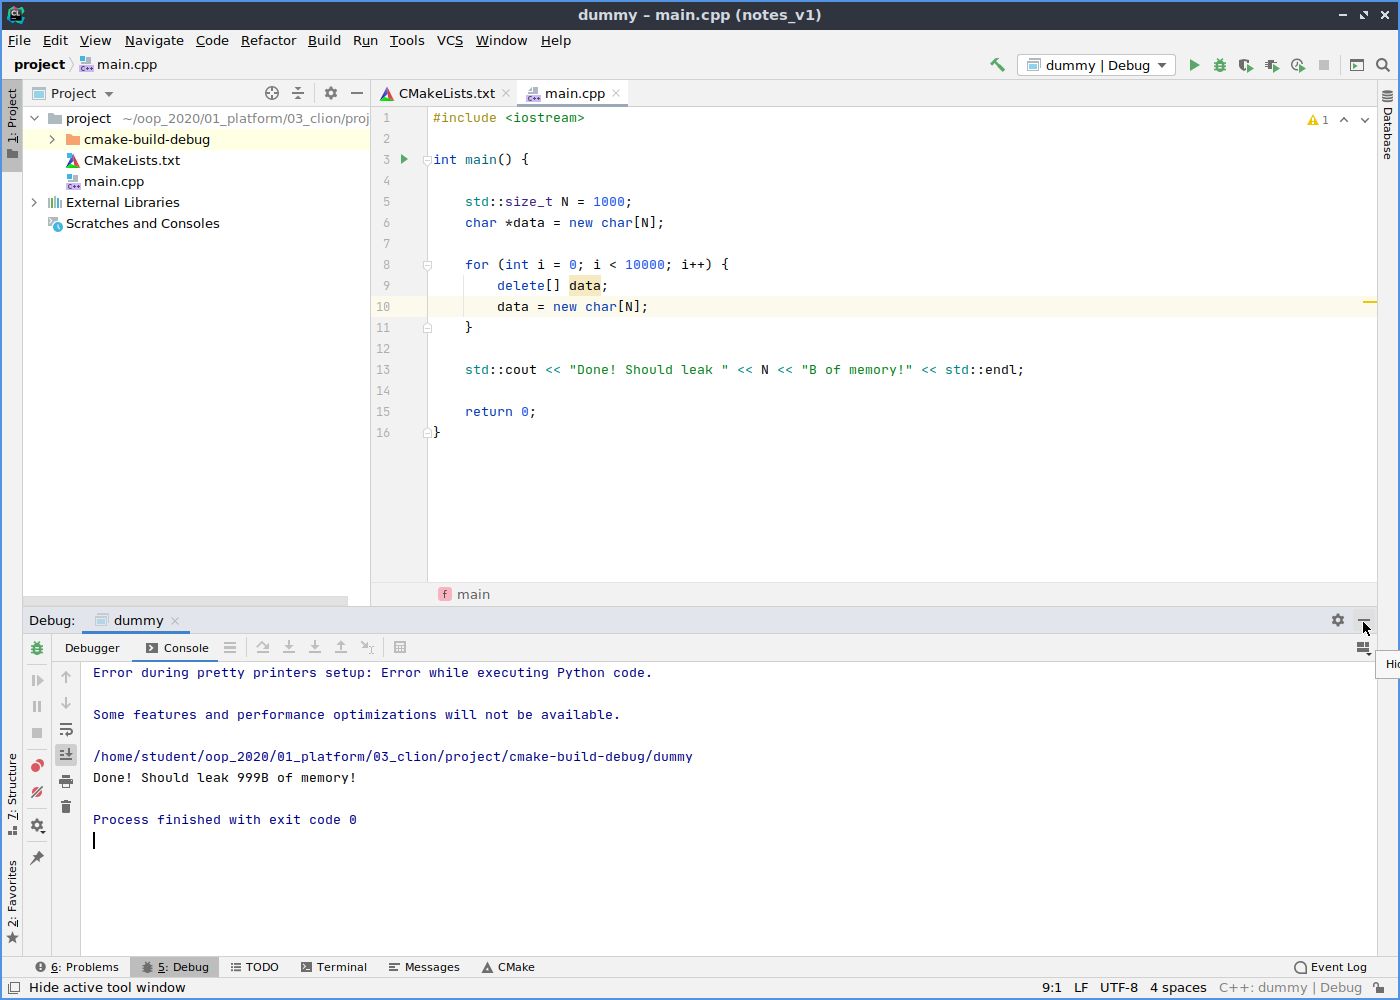 dummy – main.cpp (notes_v1)
File Edit View Navigate Code Refactor Build Run Tools VCS Window Help
project main.cpp dummy | Debug
1: Project
Project
CMakeLists.txt main.cpp
project ~/oop_2020/01_platform/03_clion/proj
cmake-build-debug
CMakeLists.txt
main.cpp
External Libraries
Scratches and Consoles
1 #include <iostream>
2
3 int main() {
4
5 std::size_t N = 1000;
6 char *data = new char[N];
7
8 for (int i = 0; i < 10000; i++) {
9 delete[] data;
10 data = new char[N];
11 }
12
13 std::cout << "Done! Should leak " << N << "B of memory!" << std::endl;
14
15 return 0;
16 }
1
Database
f main
Debug: dummy
Debugger Console
Hid
Error during pretty printers setup: Error while executing Python code.
Some features and performance optimizations will not be available.
/home/student/oop_2020/01_platform/03_clion/project/cmake-build-debug/dummy
Done! Should leak 999B of memory!
Process finished with exit code 0
7: Structure
2: Favorites
6: Problems 5: Debug TODO Terminal Messages CMake Event Log
Hide active tool window 9:1 LF UTF-8 4 spaces C++: dummy | Debug